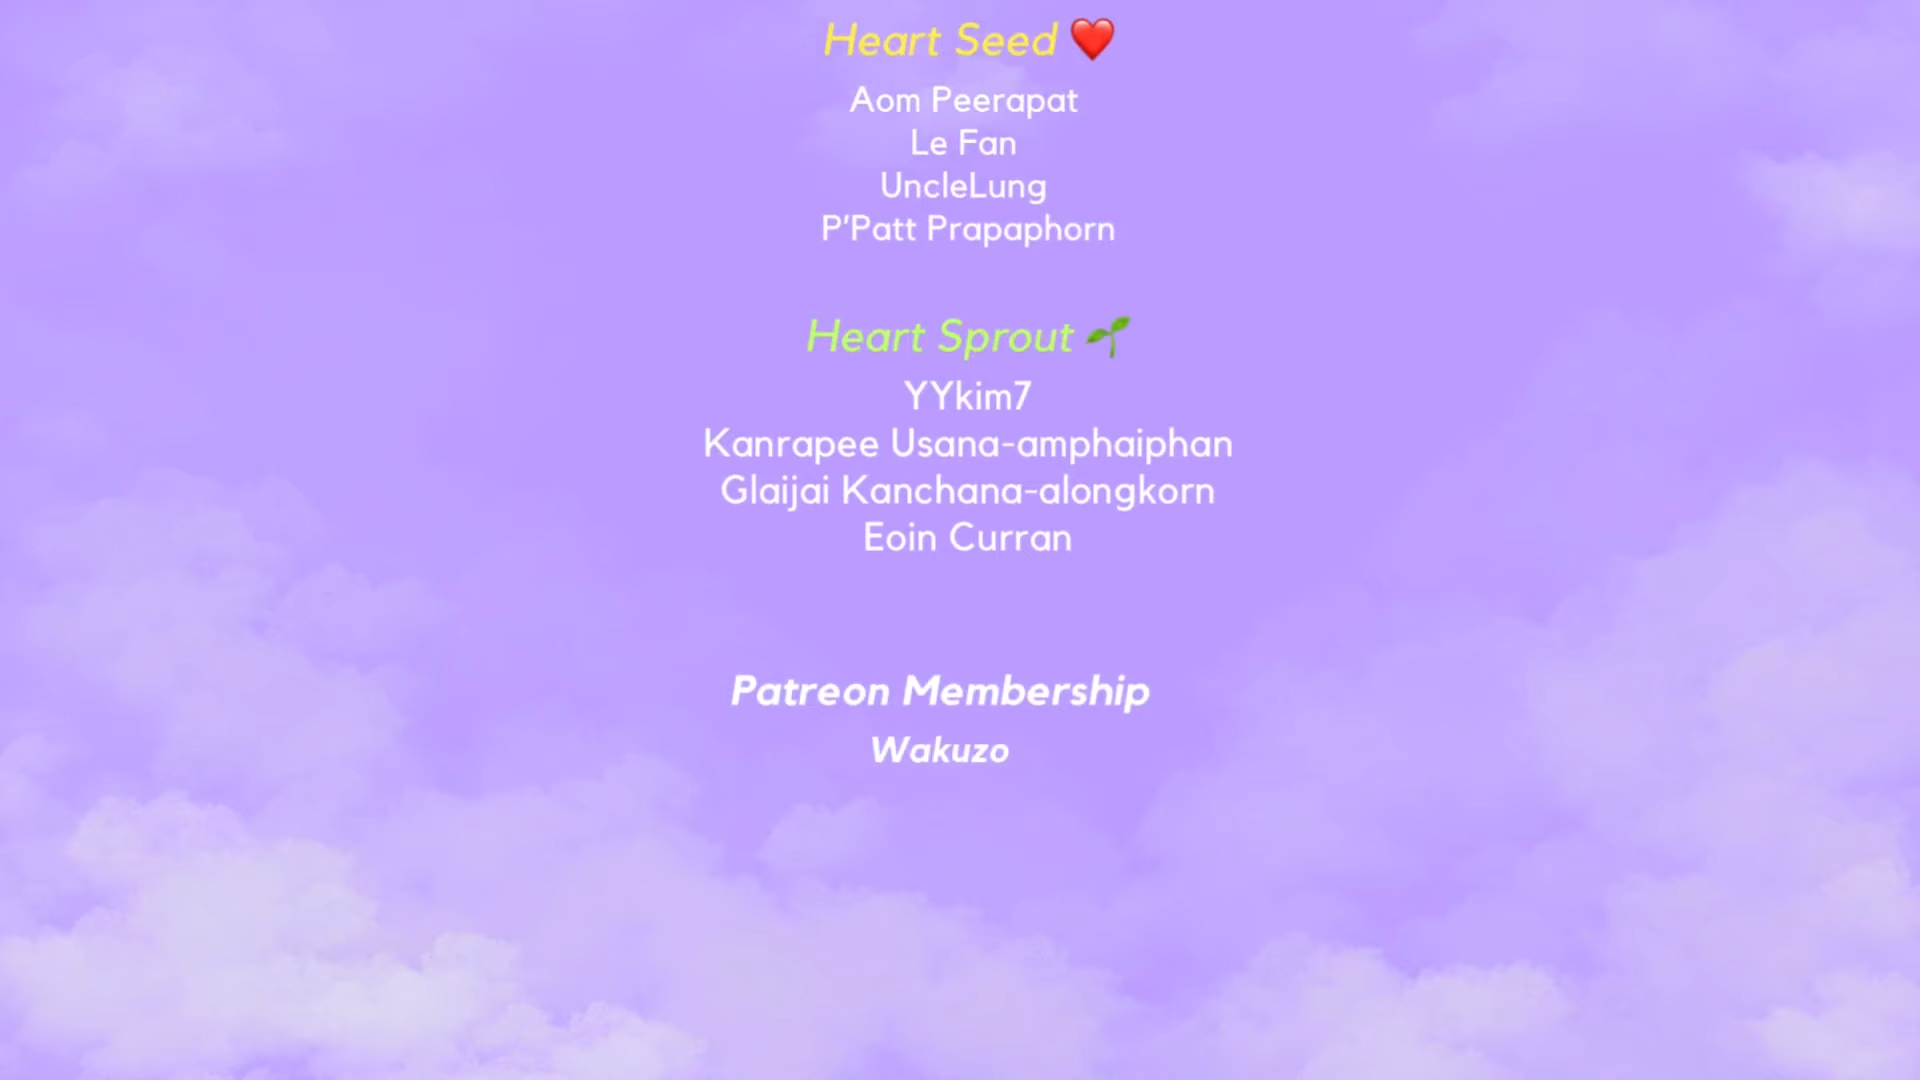 Heart Seed ❤️
Aom Peerapat
Le Fan
UncleLung
P'Patt Prapaphorn
Heart Sprout 🌱
YYkim7
Kanrapee Usana-amphaiphan
Glaijai Kanchana-alongkorn
Eoin Curran
Patreon Membership
Wakuzo